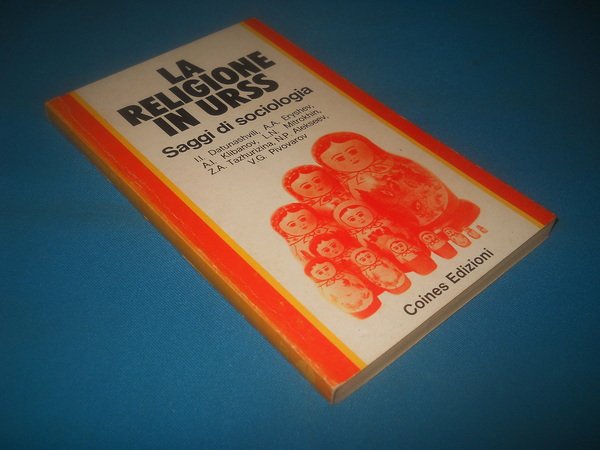 LA
RELIGIONE
IN URSS
Saggi di sociologia
I.I. Datunashvili, A.A. Eryshev,
A.I. Klibanov, L.N. Mitrokhin,
Z.A. Tazhurizina, N.P. Alekseev,
V.G. Pivovarov
Coines Edizioni